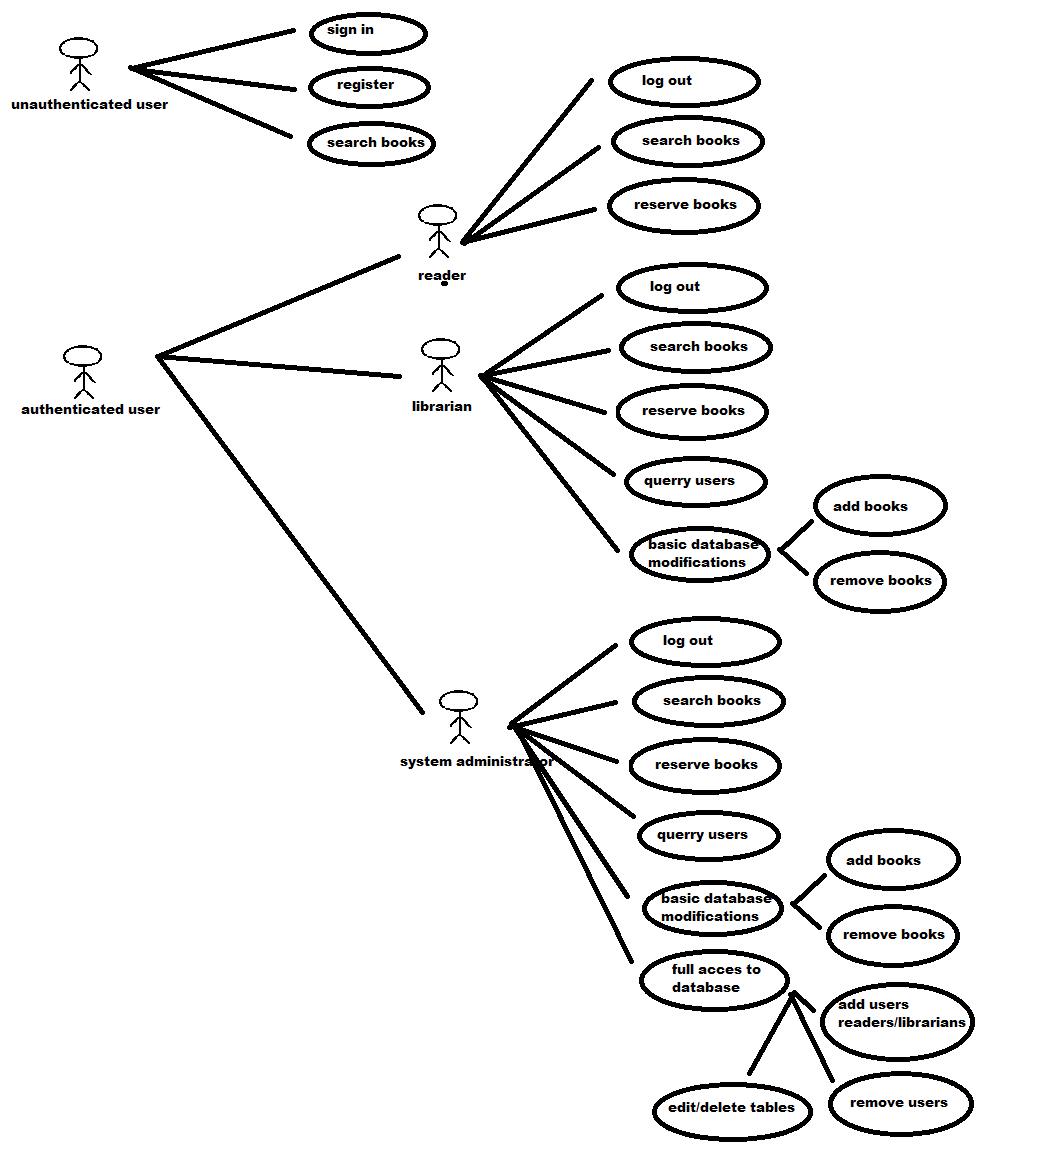 sign in
register
search books
unauthenticated user
log out
search books
reserve books
reader
log out
search books
reserve books
querry users
basic database
modifications
add books
remove books
librarian
authenticated user
log out
search books
reserve books
querry users
basic database
modifications
add books
remove books
full acces to
database
add users
readers/librarians
remove users
edit/delete tables
system administrator